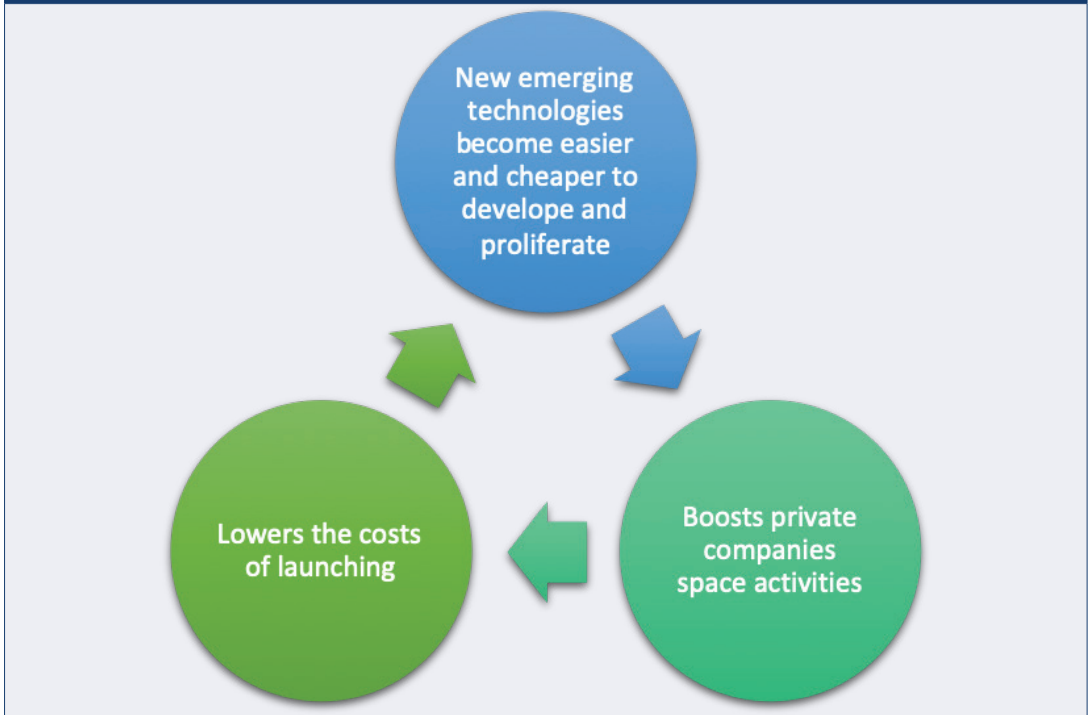 New emerging
technologies
become easier
and cheaper to
develope and
proliferate
Boosts private
companies
space activities
Lowers the costs
of launching